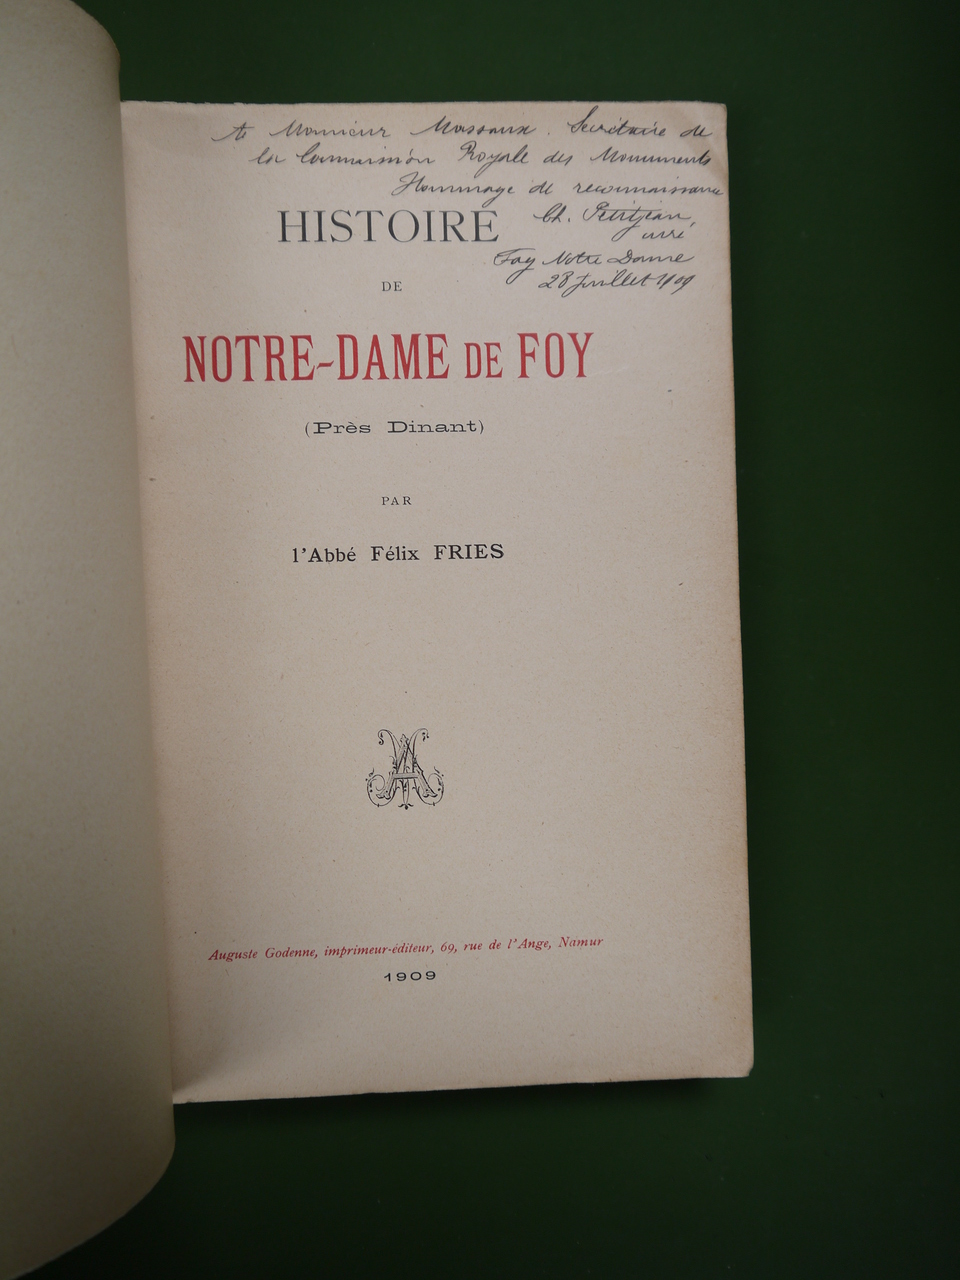 A Monsieur Massaux. Secrétaire de
la Commission Royale des Monuments
Hommage de reconnaissance
Ch. Petitjean,
curé
Foy Notre Dame
28 juillet 1909
HISTOIRE
DE
NOTRE-DAME DE FOY
(Près Dinant)
PAR
l'Abbé Félix FRIES
Auguste Godenne, imprimeur-éditeur, 69, rue de l'Ange, Namur
1909